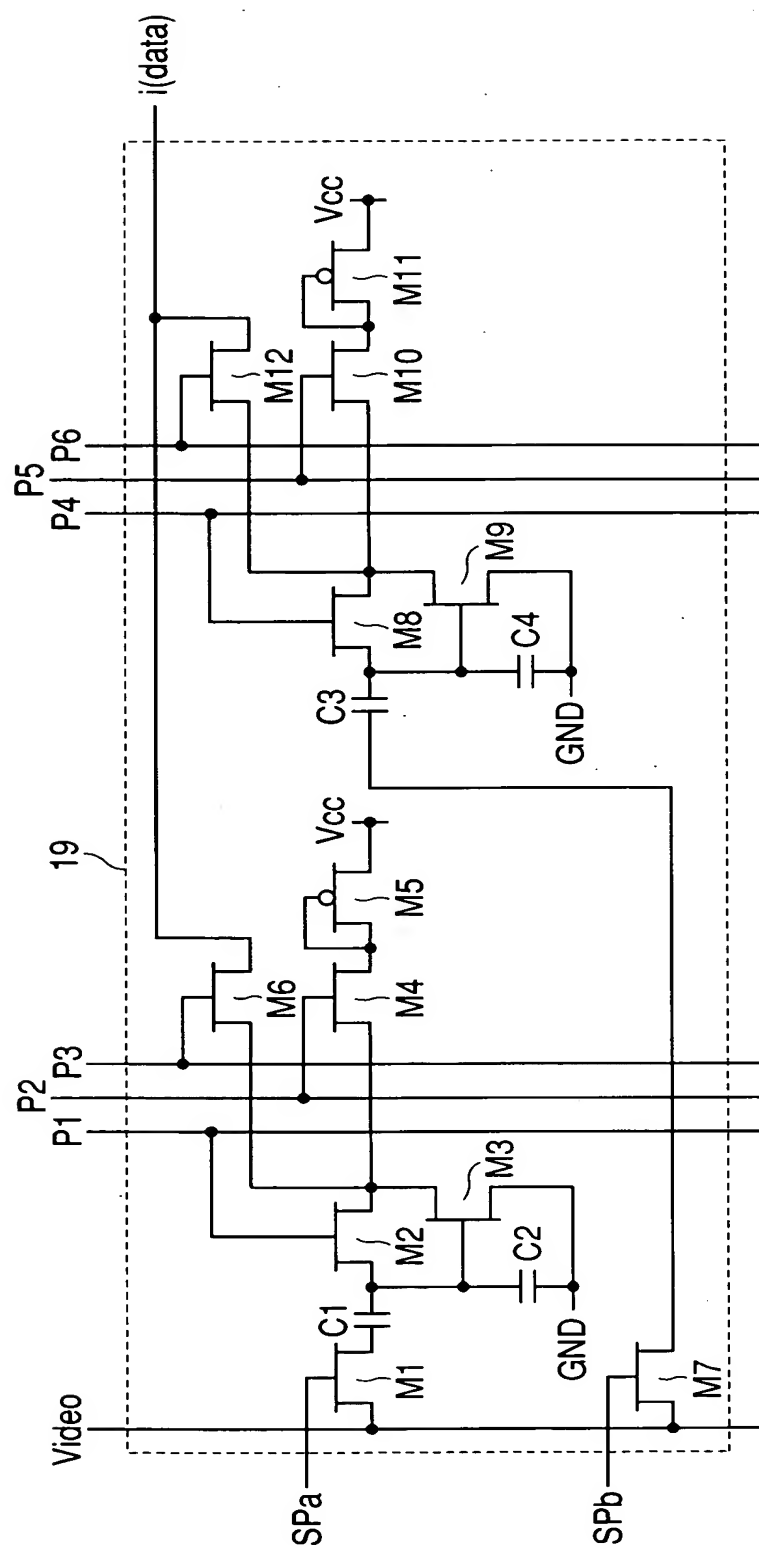 Video
P1
P2
P3
19
P4
P5
P6
i(data)
SPa
M1
C1
M2
M3
C2
GND
M6
M4
M5
Vcc
SPb
M7
C3
M8
M9
C4
GND
M12
M10
M11
Vcc